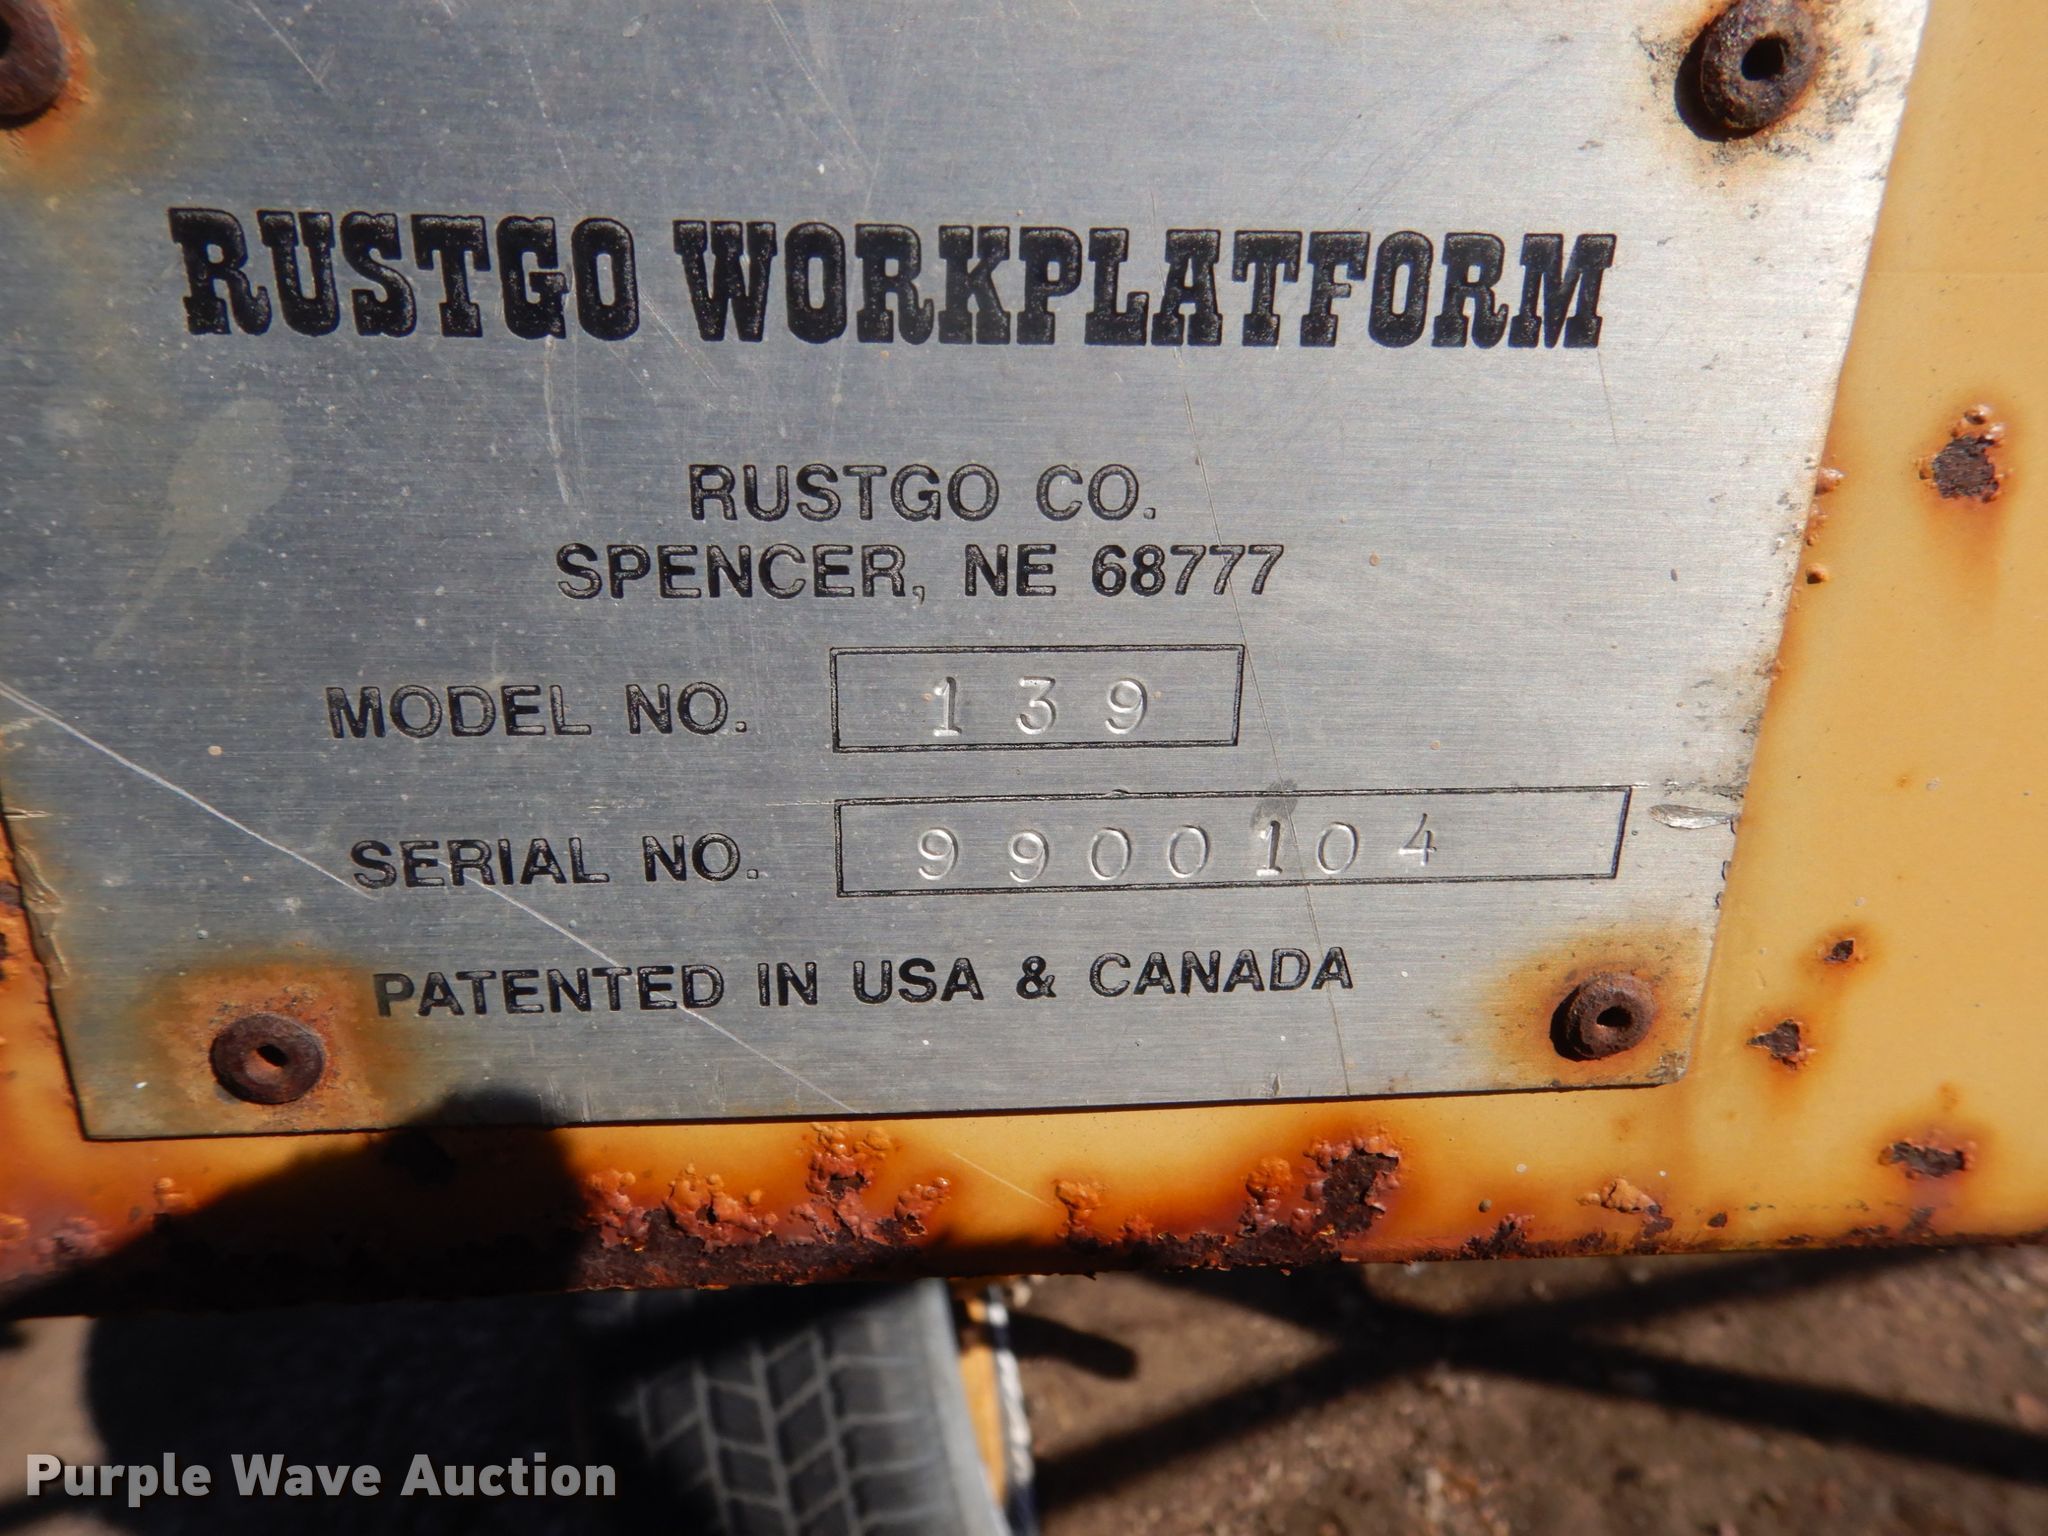 RUSTGO WORKPLATFORM
RUSTGO CO.
SPENCER, NE 68777
MODEL NO. 139
SERIAL NO. 9900104
PATENTED IN USA & CANADA
Purple Wave Auction